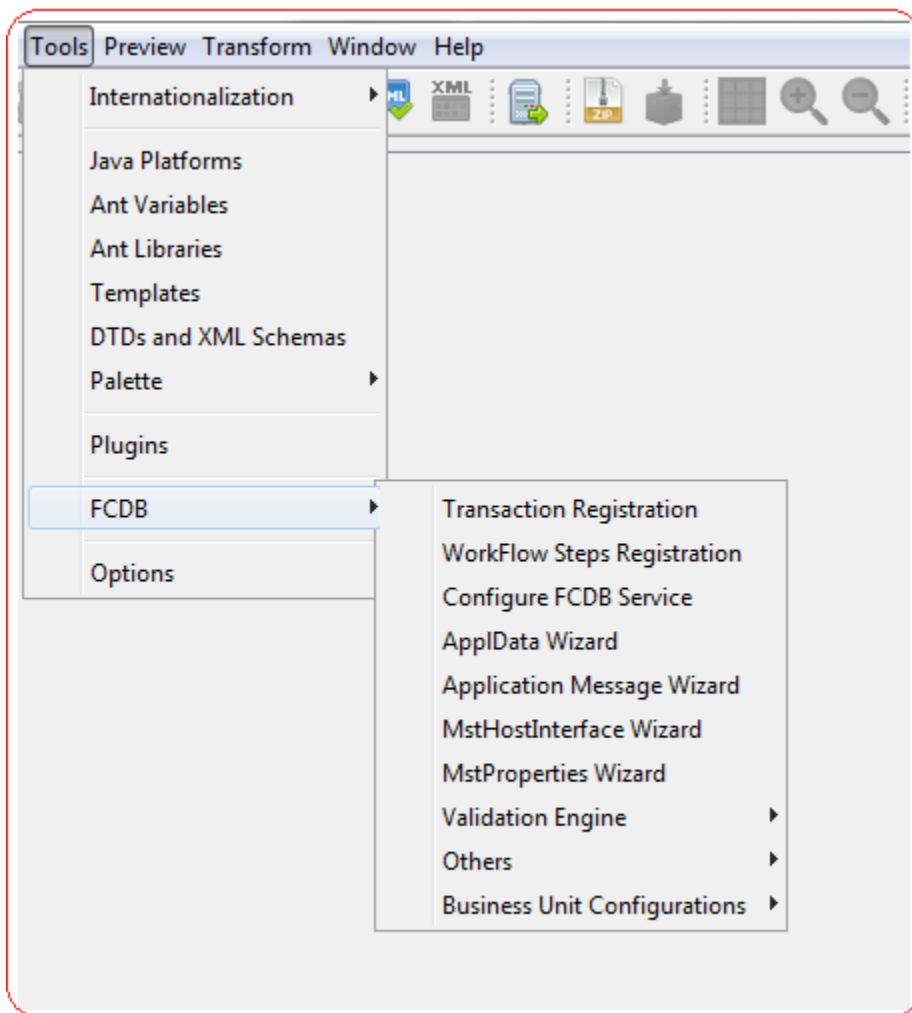 Tools Preview Transform Window Help
Internationalization
XML
ZIP
Java Platforms
Ant Variables
Ant Libraries
Templates
DTDs and XML Schemas
Palette
Plugins
FCDB
Options
Transaction Registration
WorkFlow Steps Registration
Configure FCDB Service
ApplData Wizard
Application Message Wizard
MstHostInterface Wizard
MstProperties Wizard
Validation Engine
Others
Business Unit Configurations